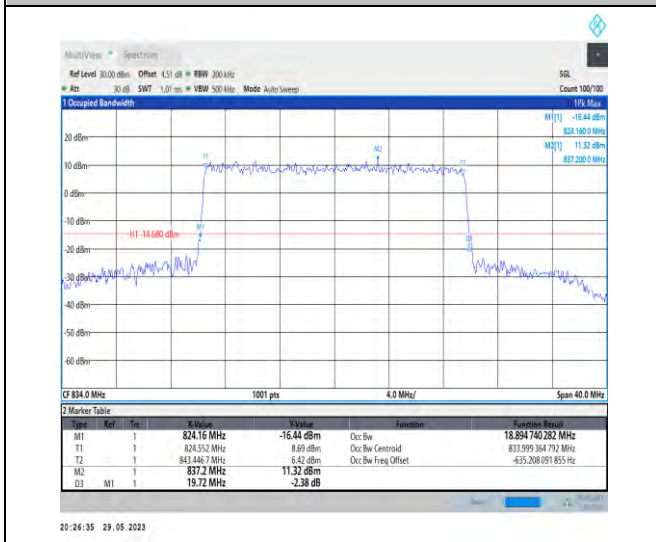 MultiView Spectrum
Ref Level 30.00 dBm Offset 4.51 dB RBW 200 kHz SGL
Att 30 dB SWT 1.01 ms VBW 500 kHz Mode Auto Sweep Count 100/100
1 Occupied Bandwidth 1Pk Max
M1[1] -16.44 dBm
824.160 0 MHz
M2[1] 11.32 dBm
837.200 0 MHz
20 dBm
M2
T1
T2
10 dBm
0 dBm
-10 dBm
M1
H1 -14.680 dBm
D3
-20 dBm
-30 dBm
-40 dBm
-50 dBm
-60 dBm
CF 834.0 MHz 1001 pts 4.0 MHz/ Span 40.0 MHz
2 Marker Table
Type Ref Trc X-Value Y-Value Function Function Result
M1 1 824.16 MHz -16.44 dBm Occ Bw 18.894 740 282 MHz
T1 1 824.552 MHz 8.69 dBm Occ Bw Centroid 833.999 364 792 MHz
T2 1 843.446 7 MHz 6.42 dBm Occ Bw Freq Offset -635.208 091 855 Hz
M2 1 837.2 MHz 11.32 dBm
D3 M1 1 19.72 MHz -2.38 dB
20:26:35 29.05.2023